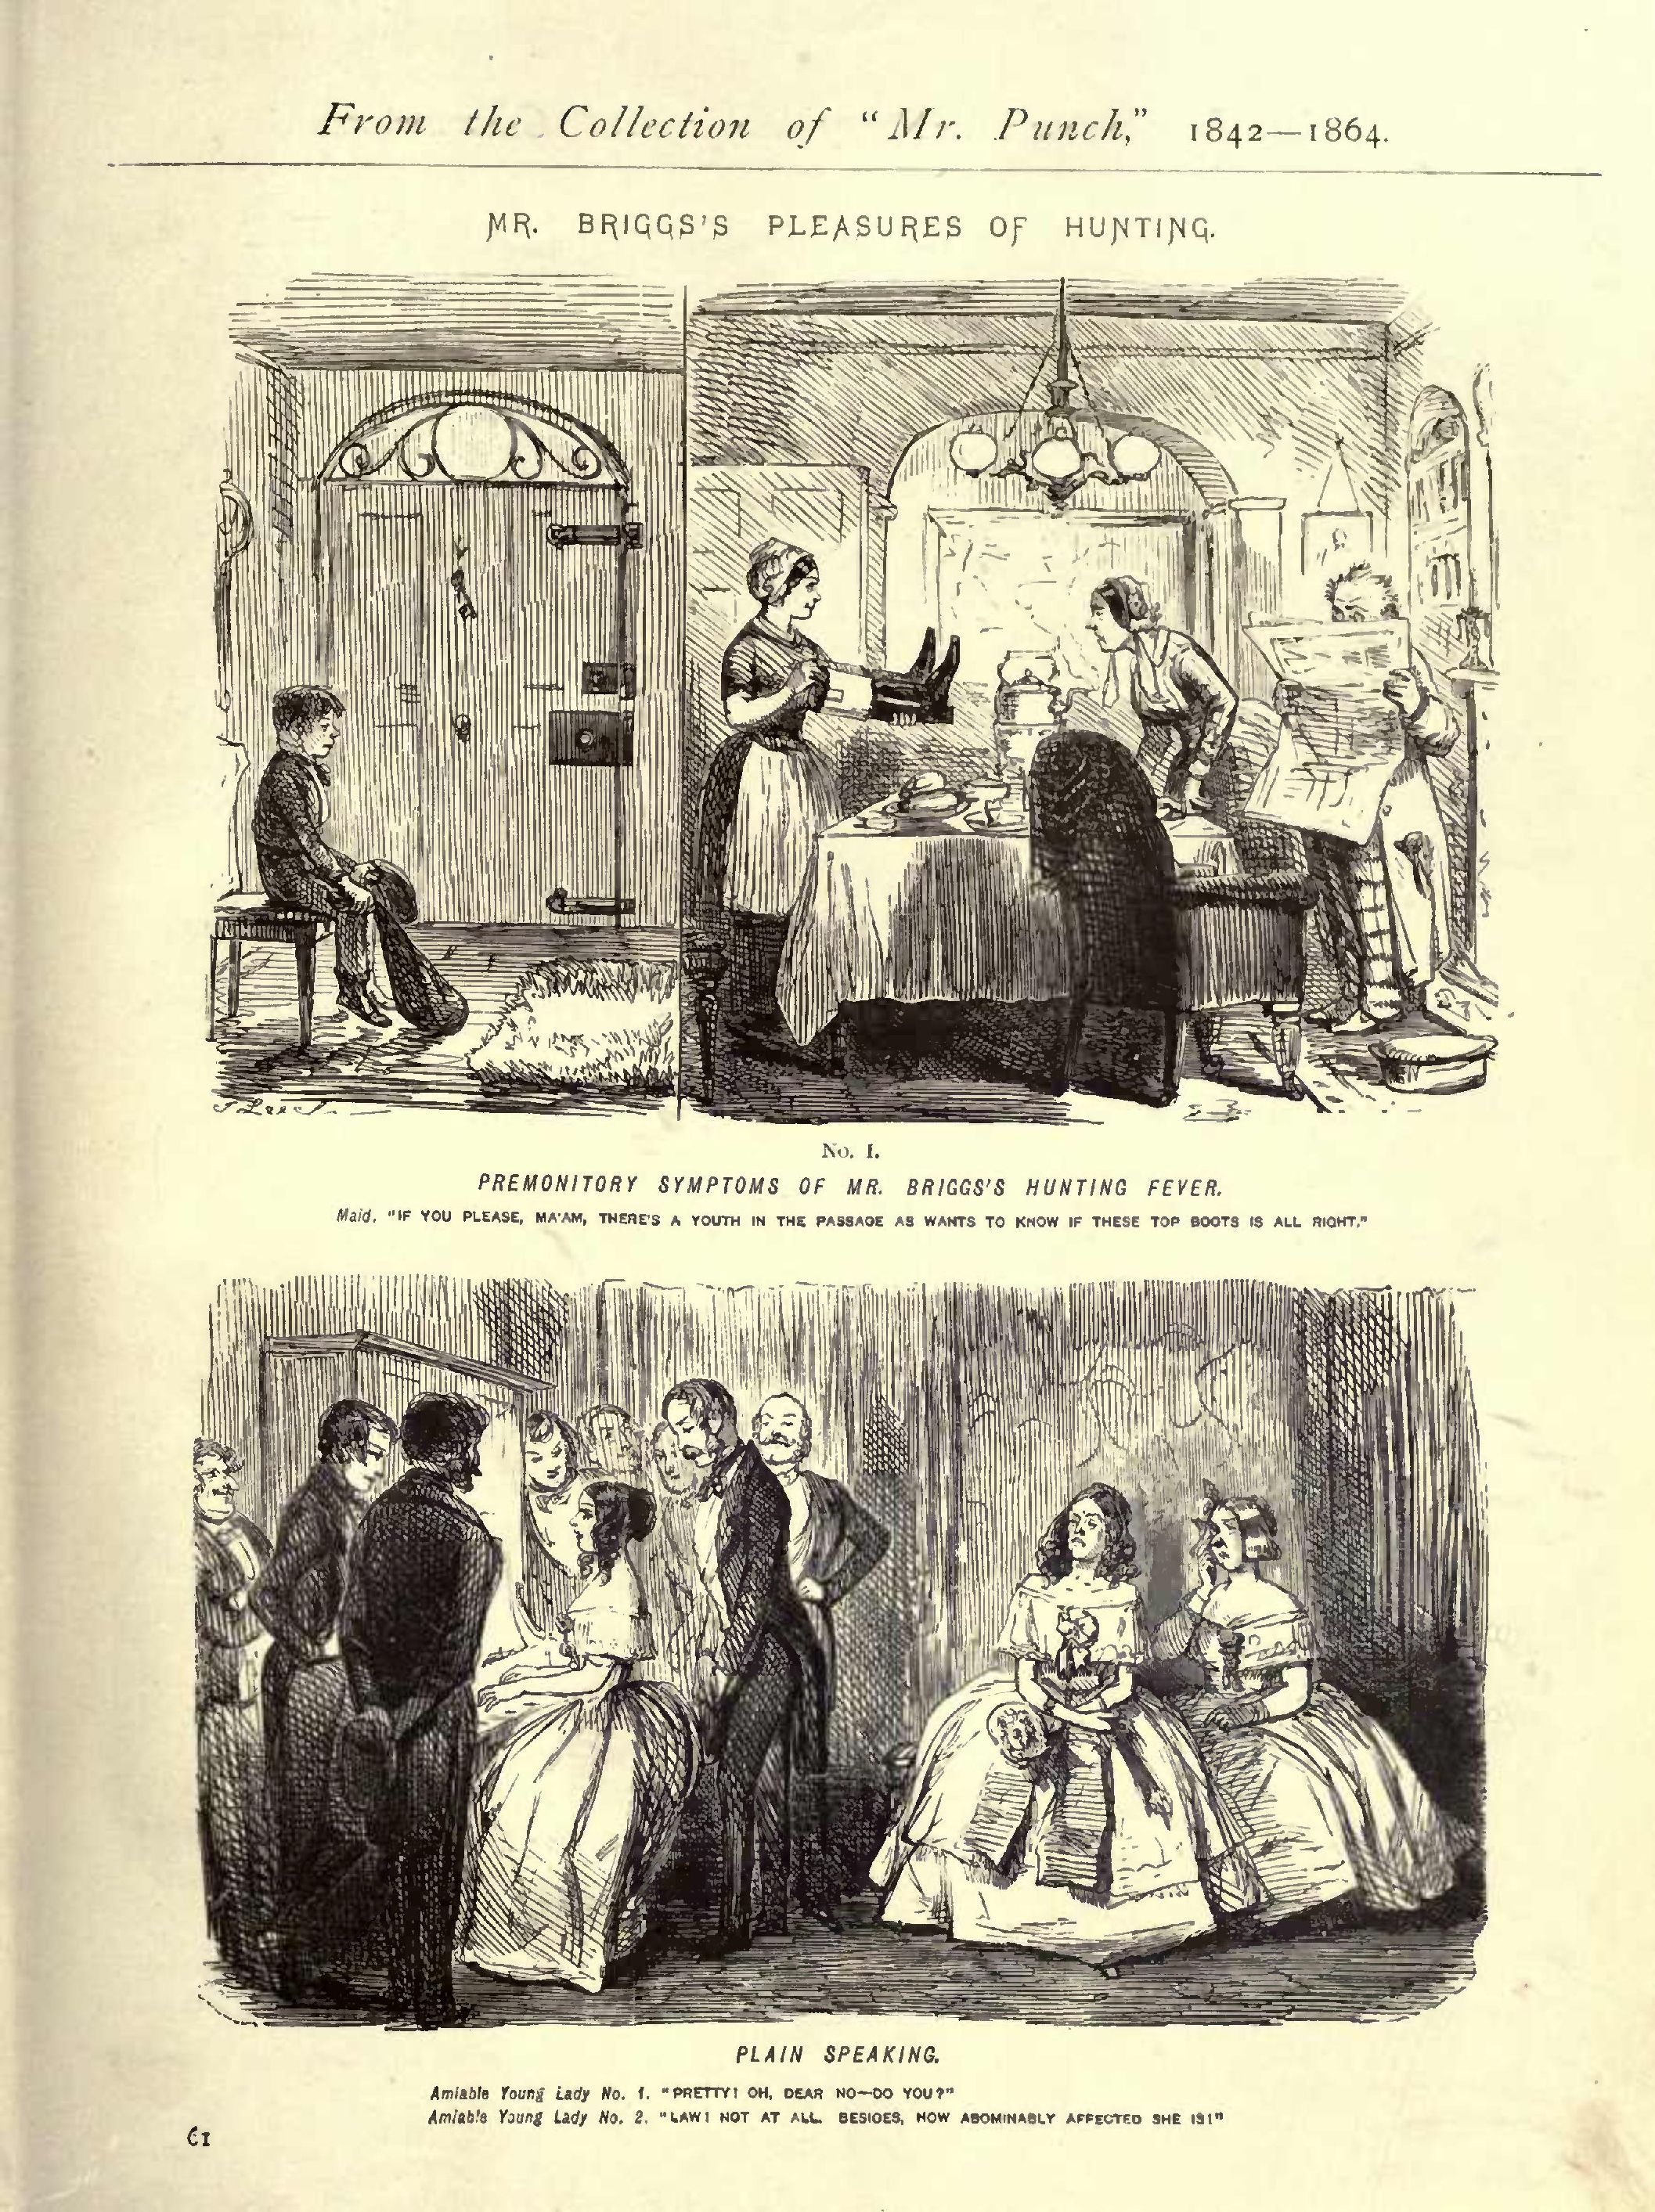 From the Collection of “Mr. Punch,” 1842—1864.
MR. BRIGGS'S PLEASURES OF HUNTING.
J Leech
No. 1.
PREMONITORY SYMPTOMS OF MR. BRIGGS'S HUNTING FEVER.
Maid. "IF YOU PLEASE, MA'AM, THERE'S A YOUTH IN THE PASSAGE AS WANTS TO KNOW IF THESE TOP BOOTS IS ALL RIGHT."
PLAIN SPEAKING.
Amiable Young Lady No. 1. "PRETTY! OH, DEAR NO—DO YOU?"
Amiable Young Lady No. 2. "LAW! NOT AT ALL. BESIDES, HOW ABOMINABLY AFFECTED SHE IS!"
61